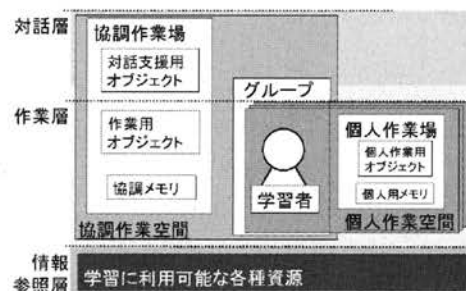 対話層
協調作業場
対話支援用
オブジェクト
グループ
作業層
作業用
オブジェクト
協調メモリ
学習者
個人作業場
個人作業用
オブジェクト
個人用メモリ
協調作業空間
個人作業空間
情報
参照層
学習に利用可能な各種資源